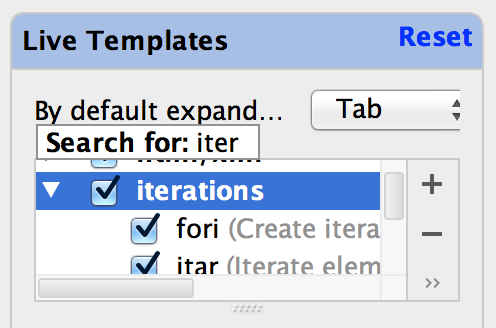 Live Templates Reset
By default expand... Tab
Search for: iter
iterations
fori (Create itera
itar (Iterate elem